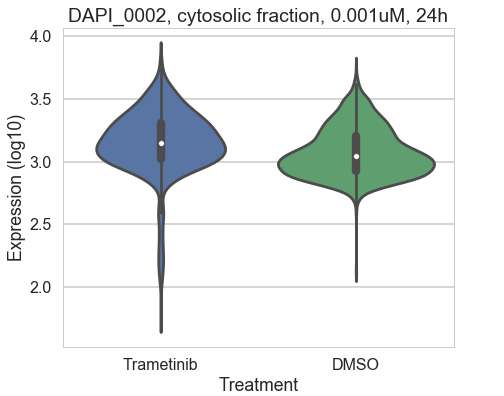 DAPI_0002, cytosolic fraction, 0.001uM, 24h
Expression (log10)
4.0
3.5
3.0
2.5
2.0
Trametinib DMSO
Treatment